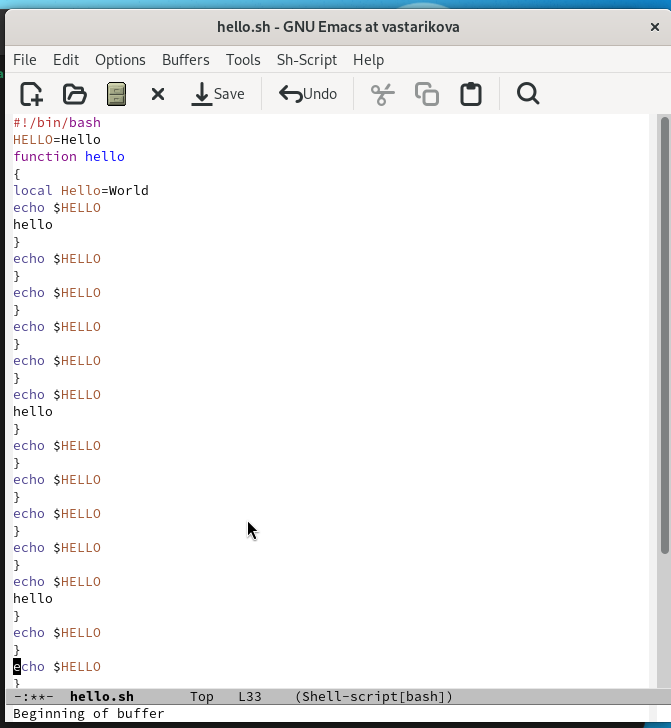 hello.sh - GNU Emacs at vastarikova
File Edit Options Buffers Tools Sh-Script Help
Save Undo
#!/bin/bash
HELLO=Hello
function hello
{
local Hello=World
echo $HELLO
hello
}
echo $HELLO
}
echo $HELLO
}
echo $HELLO
}
echo $HELLO
}
echo $HELLO
hello
}
echo $HELLO
}
echo $HELLO
}
echo $HELLO
}
echo $HELLO
}
echo $HELLO
hello
}
echo $HELLO
}
echo $HELLO
}
-:**- hello.sh Top L33 (Shell-script[bash])
Beginning of buffer